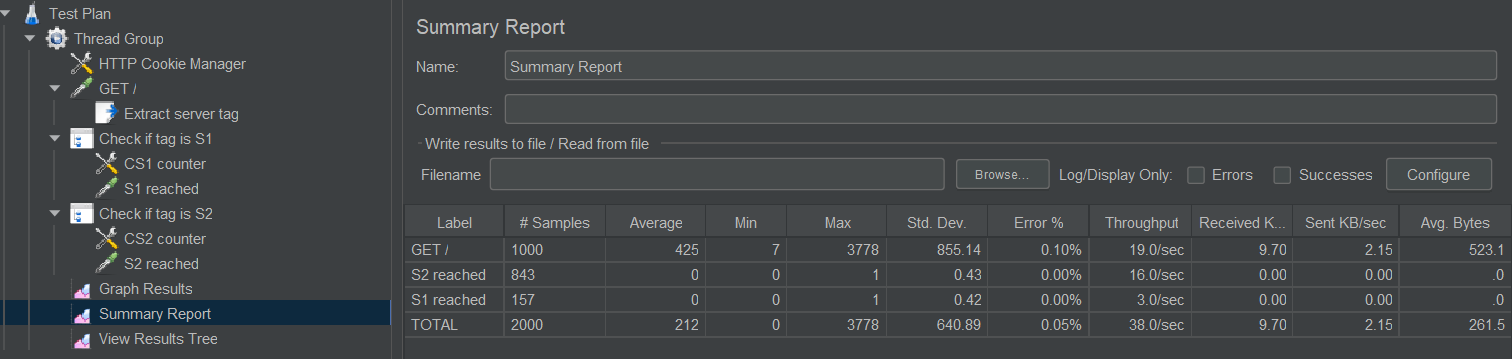 Test Plan
Thread Group
HTTP Cookie Manager
GET /
Extract server tag
Check if tag is S1
CS1 counter
S1 reached
Check if tag is S2
CS2 counter
S2 reached
Graph Results
Summary Report
View Results Tree
Summary Report
Name: Summary Report
Comments:
Write results to file / Read from file
Filename Browse... Log/Display Only: Errors Successes Configure
Label # Samples Average Min Max Std. Dev. Error % Throughput Received K... Sent KB/sec Avg. Bytes
GET / 1000 425 7 3778 855.14 0.10% 19.0/sec 9.70 2.15 523.1
S2 reached 843 0 0 1 0.43 0.00% 16.0/sec 0.00 0.00 .0
S1 reached 157 0 0 1 0.42 0.00% 3.0/sec 0.00 0.00 .0
TOTAL 2000 212 0 3778 640.89 0.05% 38.0/sec 9.70 2.15 261.5